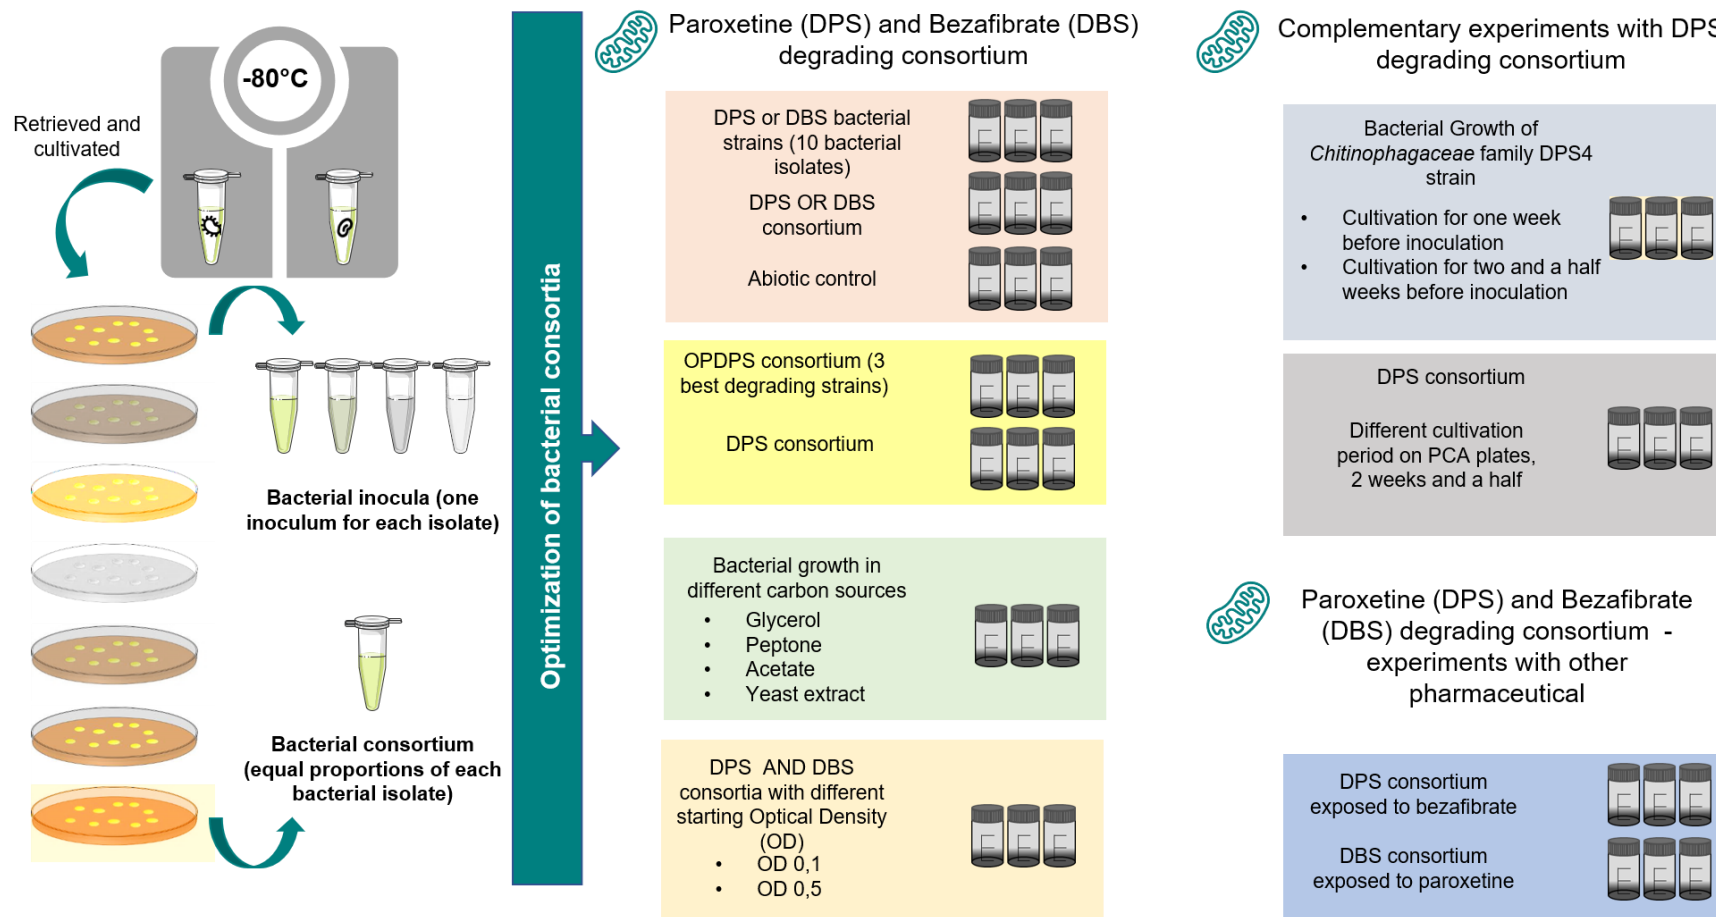 -80°C
Retrieved and
cultivated
Bacterial inocula (one
inoculum for each isolate)
Bacterial consortium
(equal proportions of each
bacterial isolate)
Optimization of bacterial consortia
Paroxetine (DPS) and Bezafibrate (DBS)
degrading consortium
DPS or DBS bacterial
strains (10 bacterial
isolates)
DPS OR DBS
consortium
Abiotic control
OPDPS consortium (3
best degrading strains)
DPS consortium
Bacterial growth in
different carbon sources
• Glycerol
• Peptone
• Acetate
• Yeast extract
DPS AND DBS
consortia with different
starting Optical Density
(OD)
• OD 0,1
• OD 0,5
Complementary experiments with DPS
degrading consortium
Bacterial Growth of
Chitinophagaceae family DPS4
strain
• Cultivation for one week
before inoculation
• Cultivation for two and a half
weeks before inoculation
DPS consortium
Different cultivation
period on PCA plates,
2 weeks and a half
Paroxetine (DPS) and Bezafibrate
(DBS) degrading consortium -
experiments with other
pharmaceutical
DPS consortium
exposed to bezafibrate
DBS consortium
exposed to paroxetine